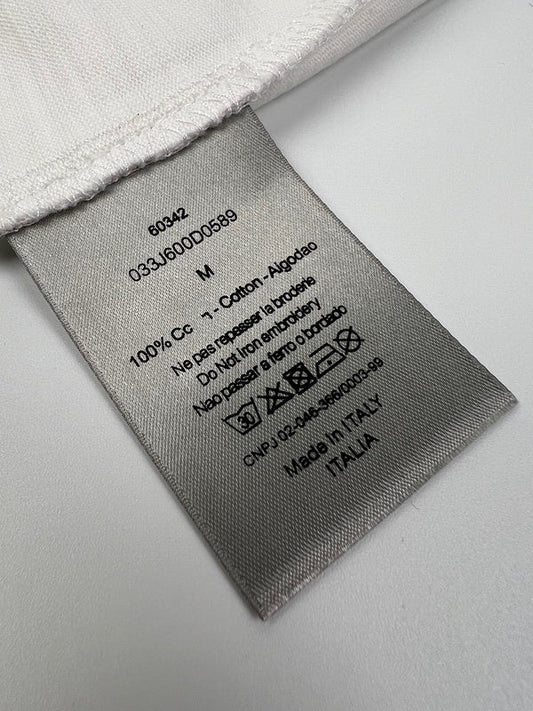 60342
033J600D0589
M
100% - Cotton - Algodao
Ne pas repasser la broderie
Do Not Iron embroidery
Nao passar a ferro o bordado
30
CNPJ 02-046-366/0003-99
Made in ITALY
ITALIA